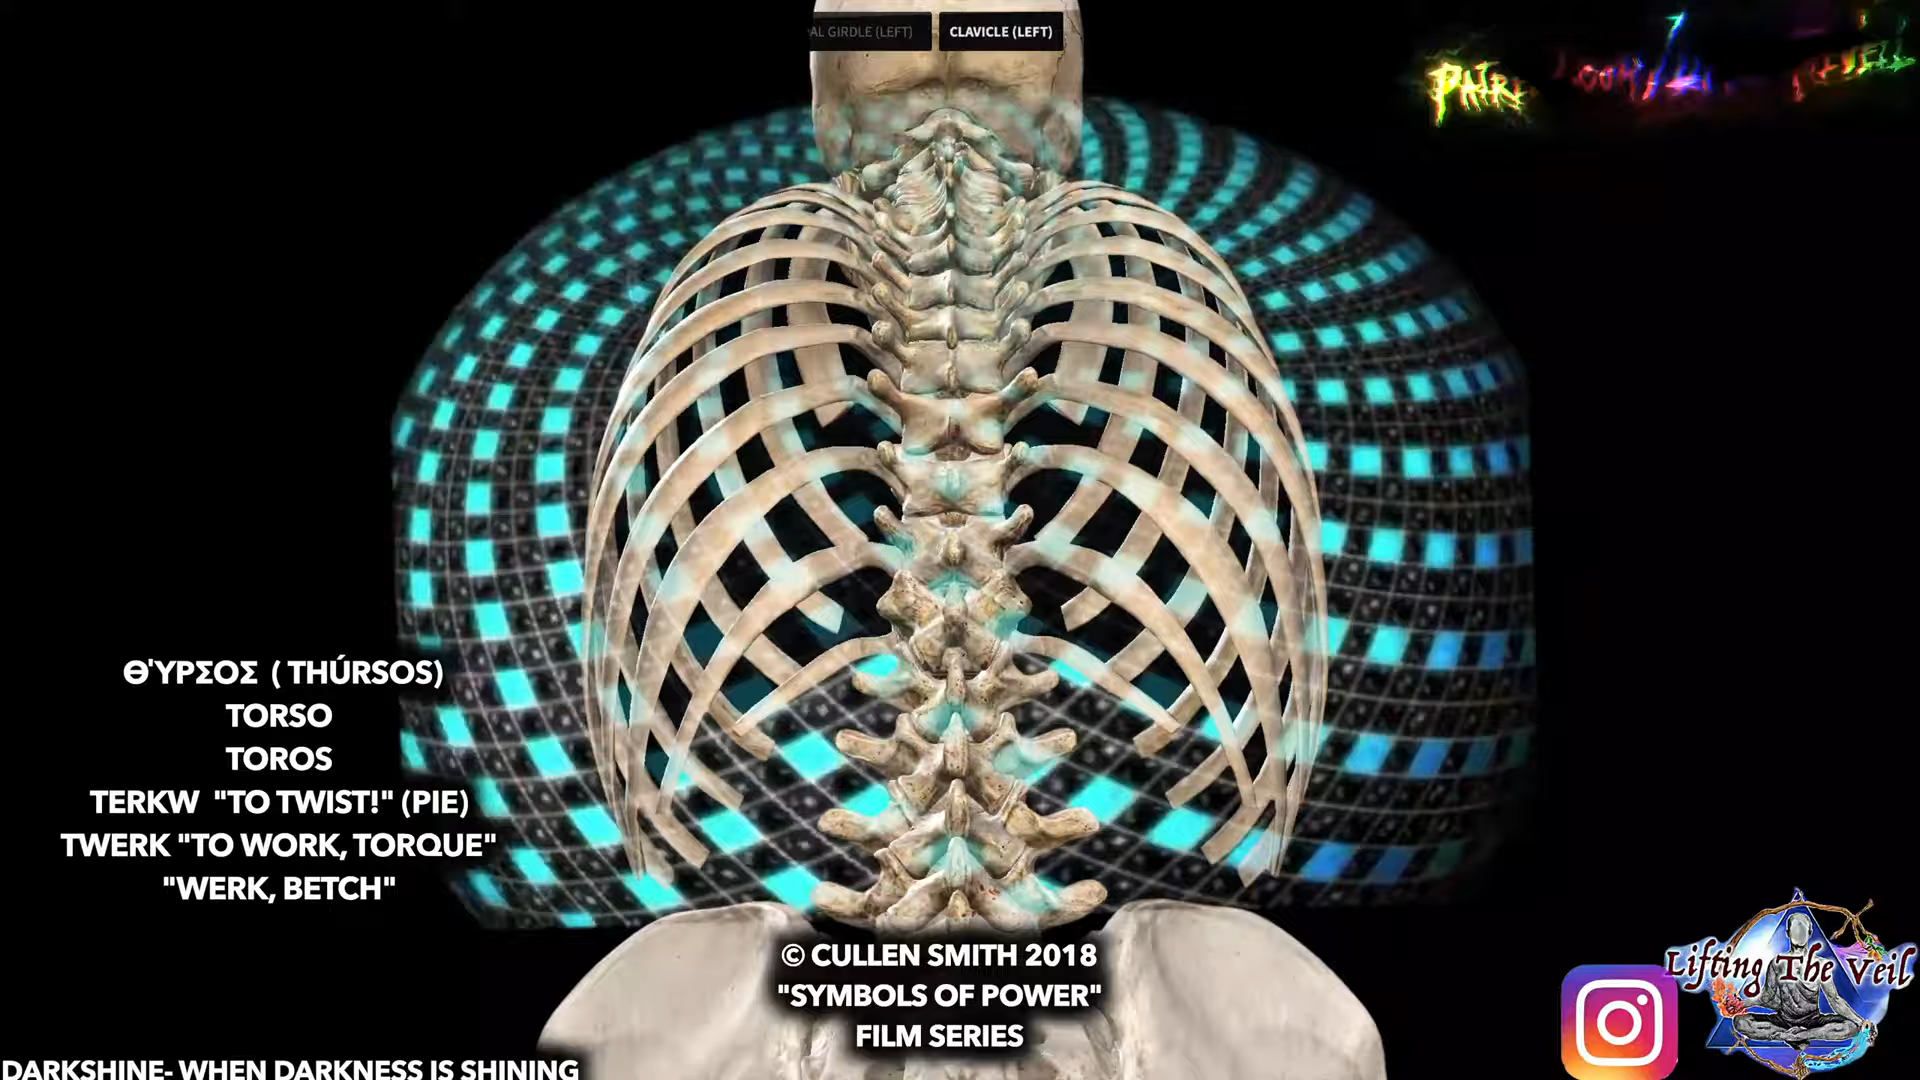 AL GIRDLE (LEFT)
CLAVICLE (LEFT)
Ѳ'ΥΡΣΟΣ ( THÚRSOS)
TORSO
TOROS
TERKW "TO TWIST!" (PIE)
TWERK "TO WORK, TORQUE"
"WERK, BETCH"
© CULLEN SMITH 2018
"SYMBOLS OF POWER"
FILM SERIES
Lifting The Veil
DARKSHINE- WHEN DARKNESS IS SHINING